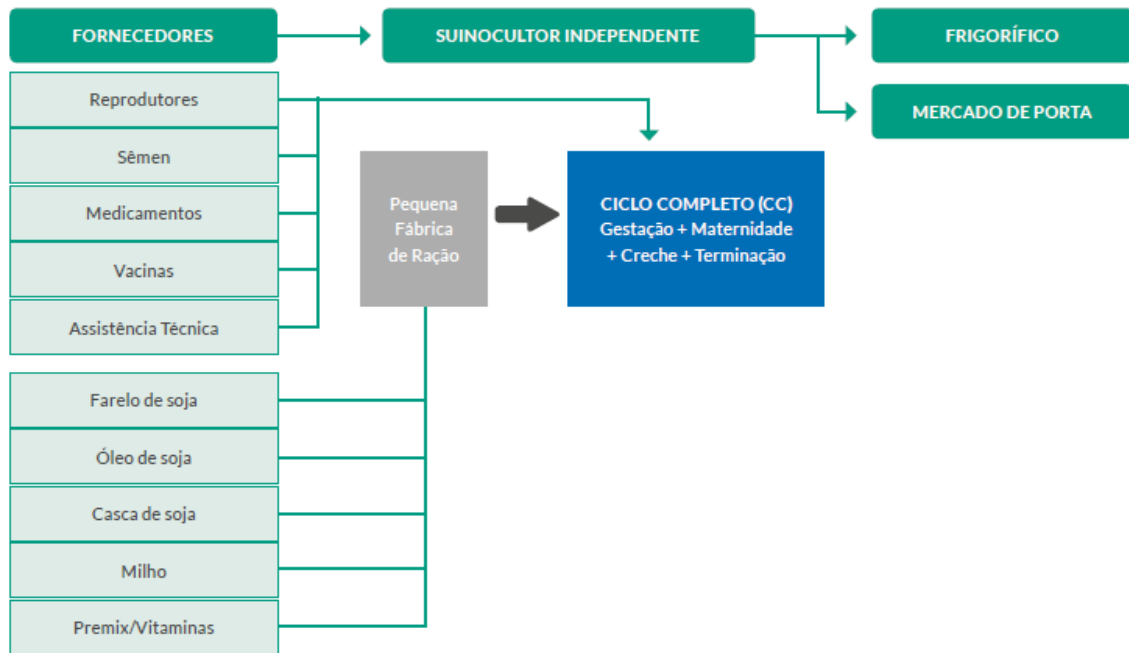 FORNECEDORES
SUINOCULTOR INDEPENDENTE
FRIGORÍFICO
MERCADO DE PORTA
Reprodutores
Sêmen
Medicamentos
Vacinas
Assistência Técnica
Pequena
Fábrica
de Ração
CICLO COMPLETO (CC)
Gestação + Maternidade
+ Creche + Terminação
Farelo de soja
Óleo de soja
Casca de soja
Milho
Premix/Vitaminas